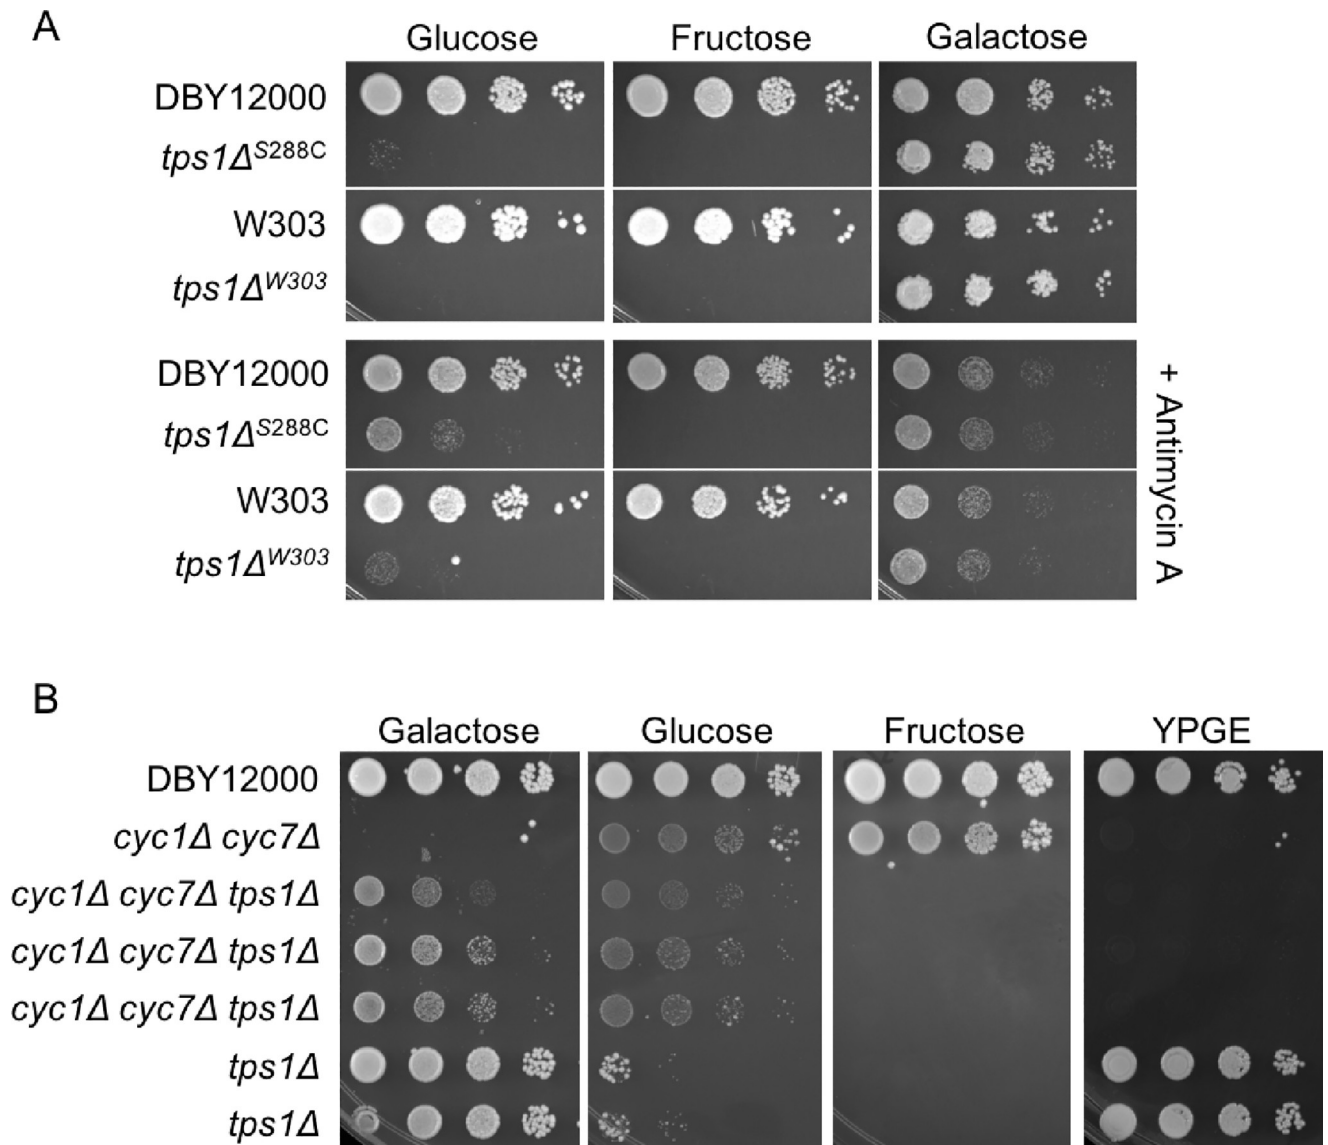 A
Glucose Fructose Galactose
DBY12000
tps1Δ^S288C
W303
tps1Δ^W303
DBY12000
tps1Δ^S288C
W303
tps1Δ^W303
+ Antimycin A
B
Galactose Glucose Fructose YPGE
DBY12000
cyc1Δ cyc7Δ
cyc1Δ cyc7Δ tps1Δ
cyc1Δ cyc7Δ tps1Δ
cyc1Δ cyc7Δ tps1Δ
tps1Δ
tps1Δ